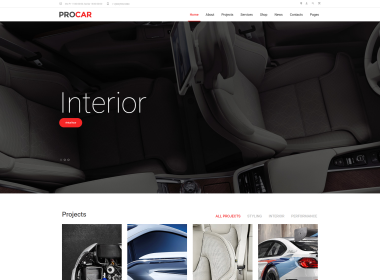 PROCAR
Home About Projects Services Shop News Contacts Pages
Interior
Projects
ALL PROJECTS STYLING INTERIOR PERFORMANCE